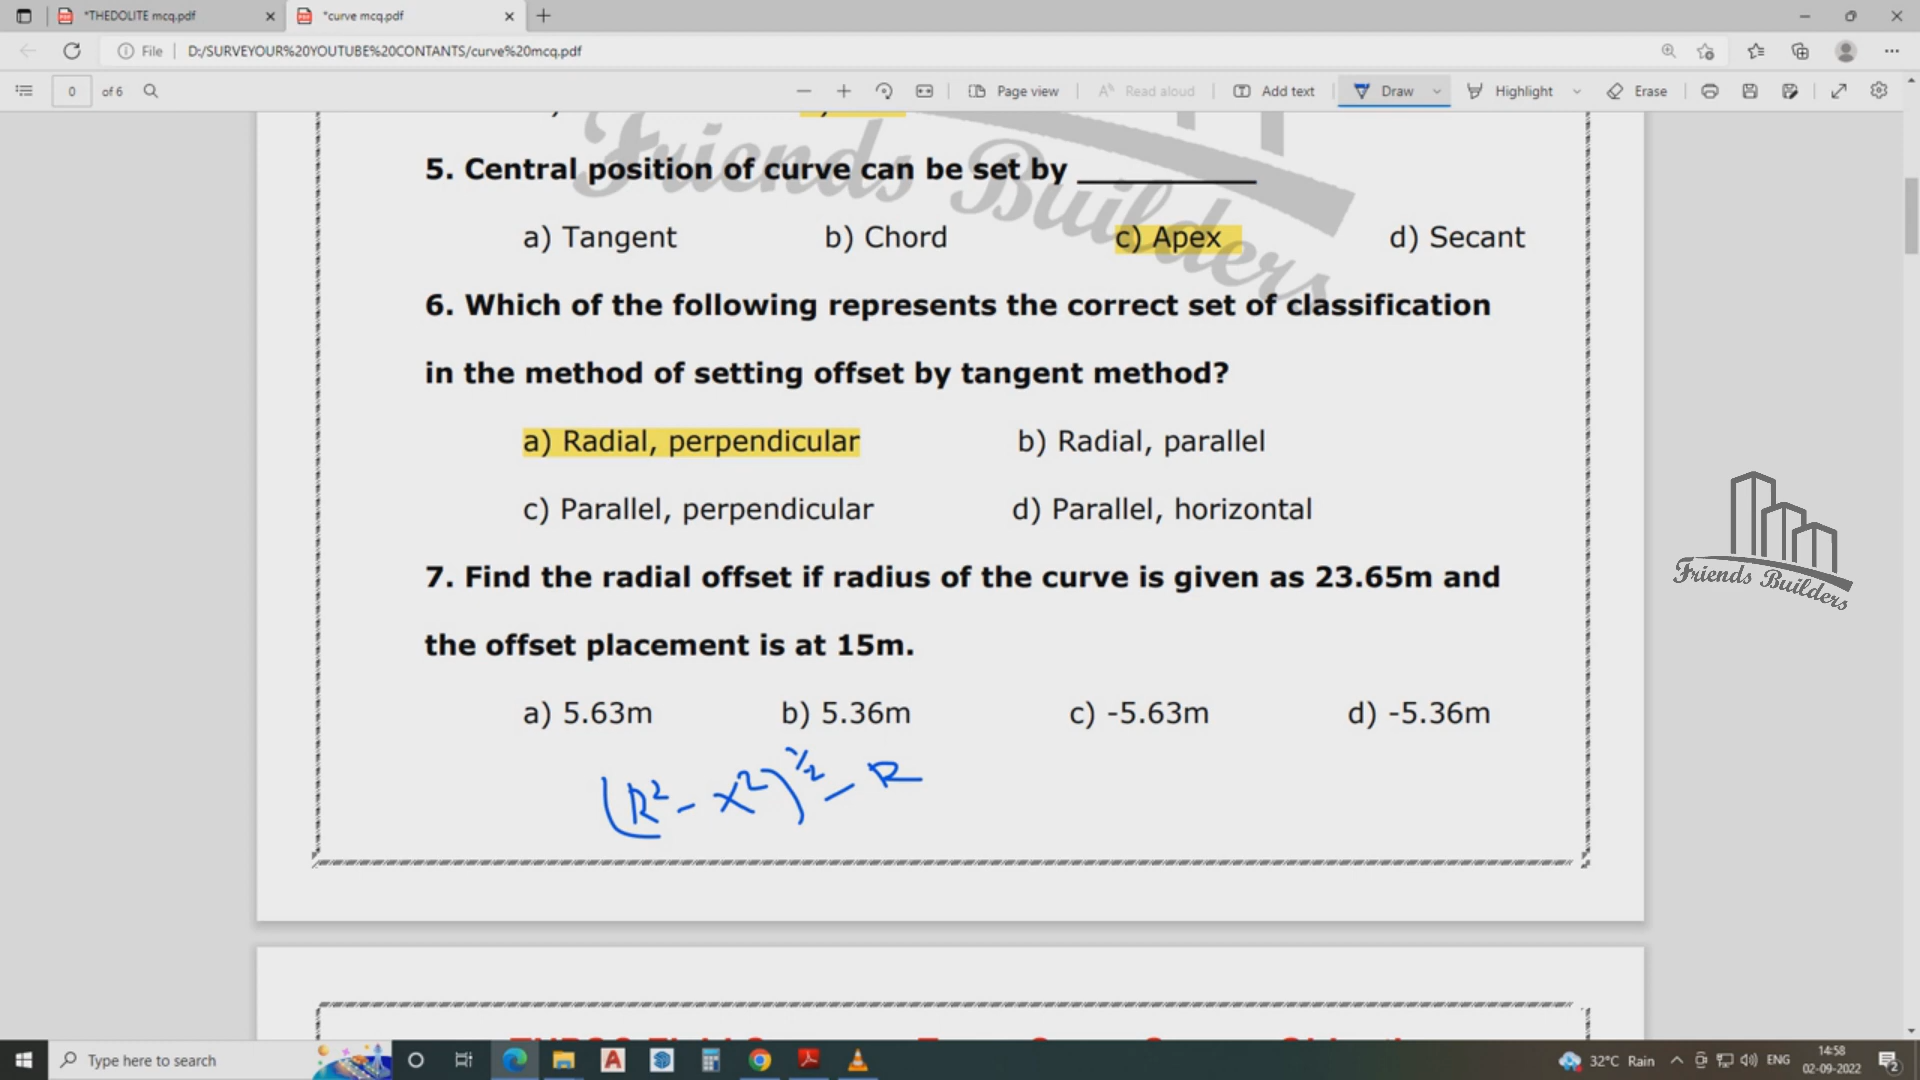 *THEDOLITE mcq.pdf
*curve mcq.pdf
File D:/SURVEYOUR%20YOUTUBE%20CONTANTS/curve%20mcq.pdf
0 of 6 Page view Read aloud Add text Draw Highlight Erase
Friends Builders
5. Central position of curve can be set by ____________
a) Tangent b) Chord c) Apex d) Secant
6. Which of the following represents the correct set of classification
in the method of setting offset by tangent method?
a) Radial, perpendicular b) Radial, parallel
c) Parallel, perpendicular d) Parallel, horizontal
Friends Builders
7. Find the radial offset if radius of the curve is given as 23.65m and
the offset placement is at 15m.
a) 5.63m b) 5.36m c) -5.63m d) -5.36m
(R² - x²)^1/2 - R
Type here to search
32°C Rain ENG 14:58
02-09-2022 2